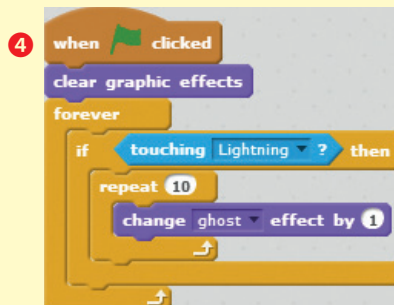 4
when clicked
clear graphic effects
forever
if touching Lightning ? then
repeat 10
change ghost effect by 1